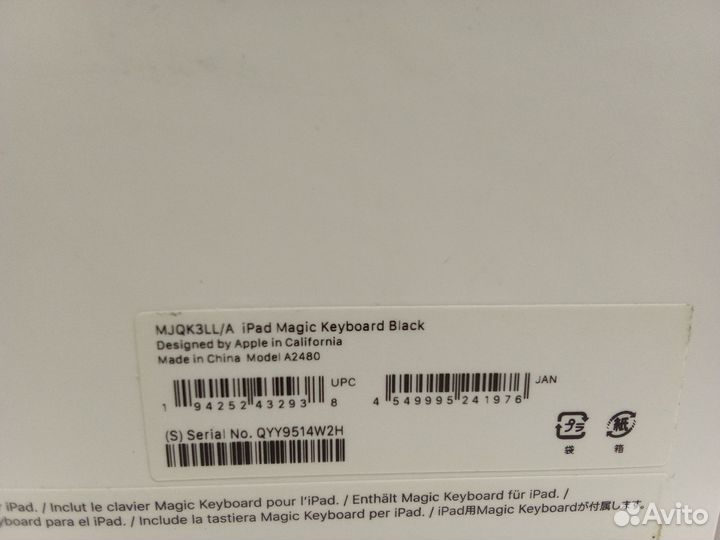 MJQK3LL/A iPad Magic Keyboard Black
Designed by Apple in California
Made in China Model A2480
UPC
1 94252 43293 8
JAN
4 549995 241976
(S) Serial No. QYY9514W2H
プラ
袋
紙
箱
iPad. / Inclut le clavier Magic Keyboard pour l'iPad. / Enthält Magic Keyboard für iPad. /
para el iPad. / Include la tastiera Magic Keyboard per iPad. / iPad用Magic Keyboardが付属します。
Avito